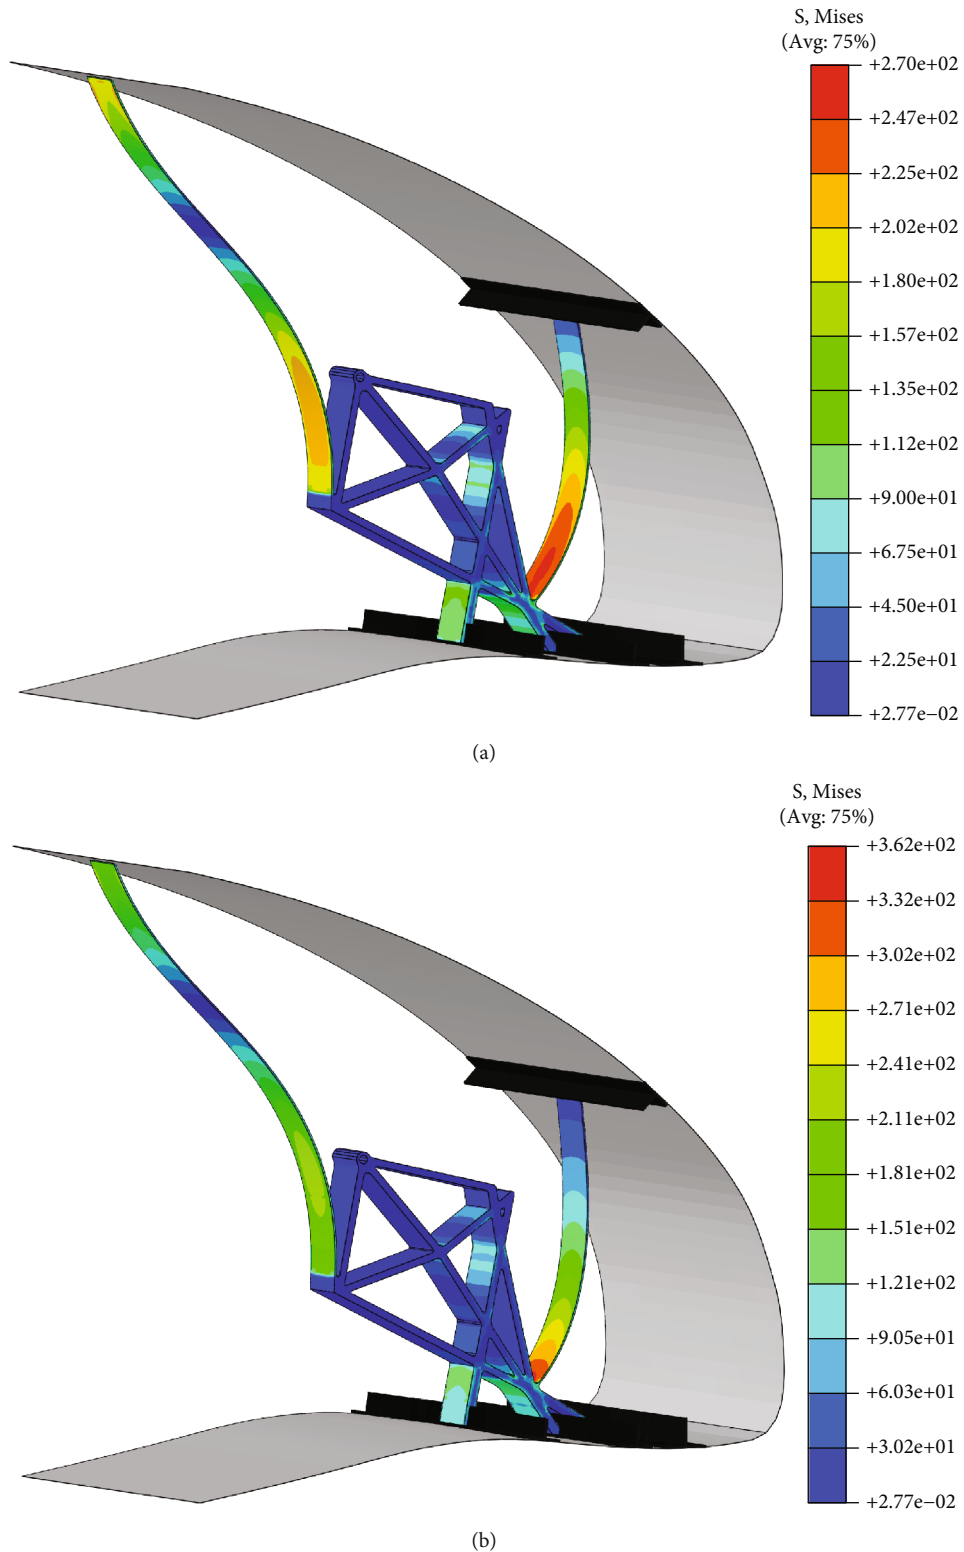 S, Mises
(Avg: 75%)
+2.70e+02
+2.47e+02
+2.25e+02
+2.02e+02
+1.80e+02
+1.57e+02
+1.35e+02
+1.12e+02
+9.00e+01
+6.75e+01
+4.50e+01
+2.25e+01
+2.77e−02
(a)
S, Mises
(Avg: 75%)
+3.62e+02
+3.32e+02
+3.02e+02
+2.71e+02
+2.41e+02
+2.11e+02
+1.81e+02
+1.51e+02
+1.21e+02
+9.05e+01
+6.03e+01
+3.02e+01
+2.77e−02
(b)